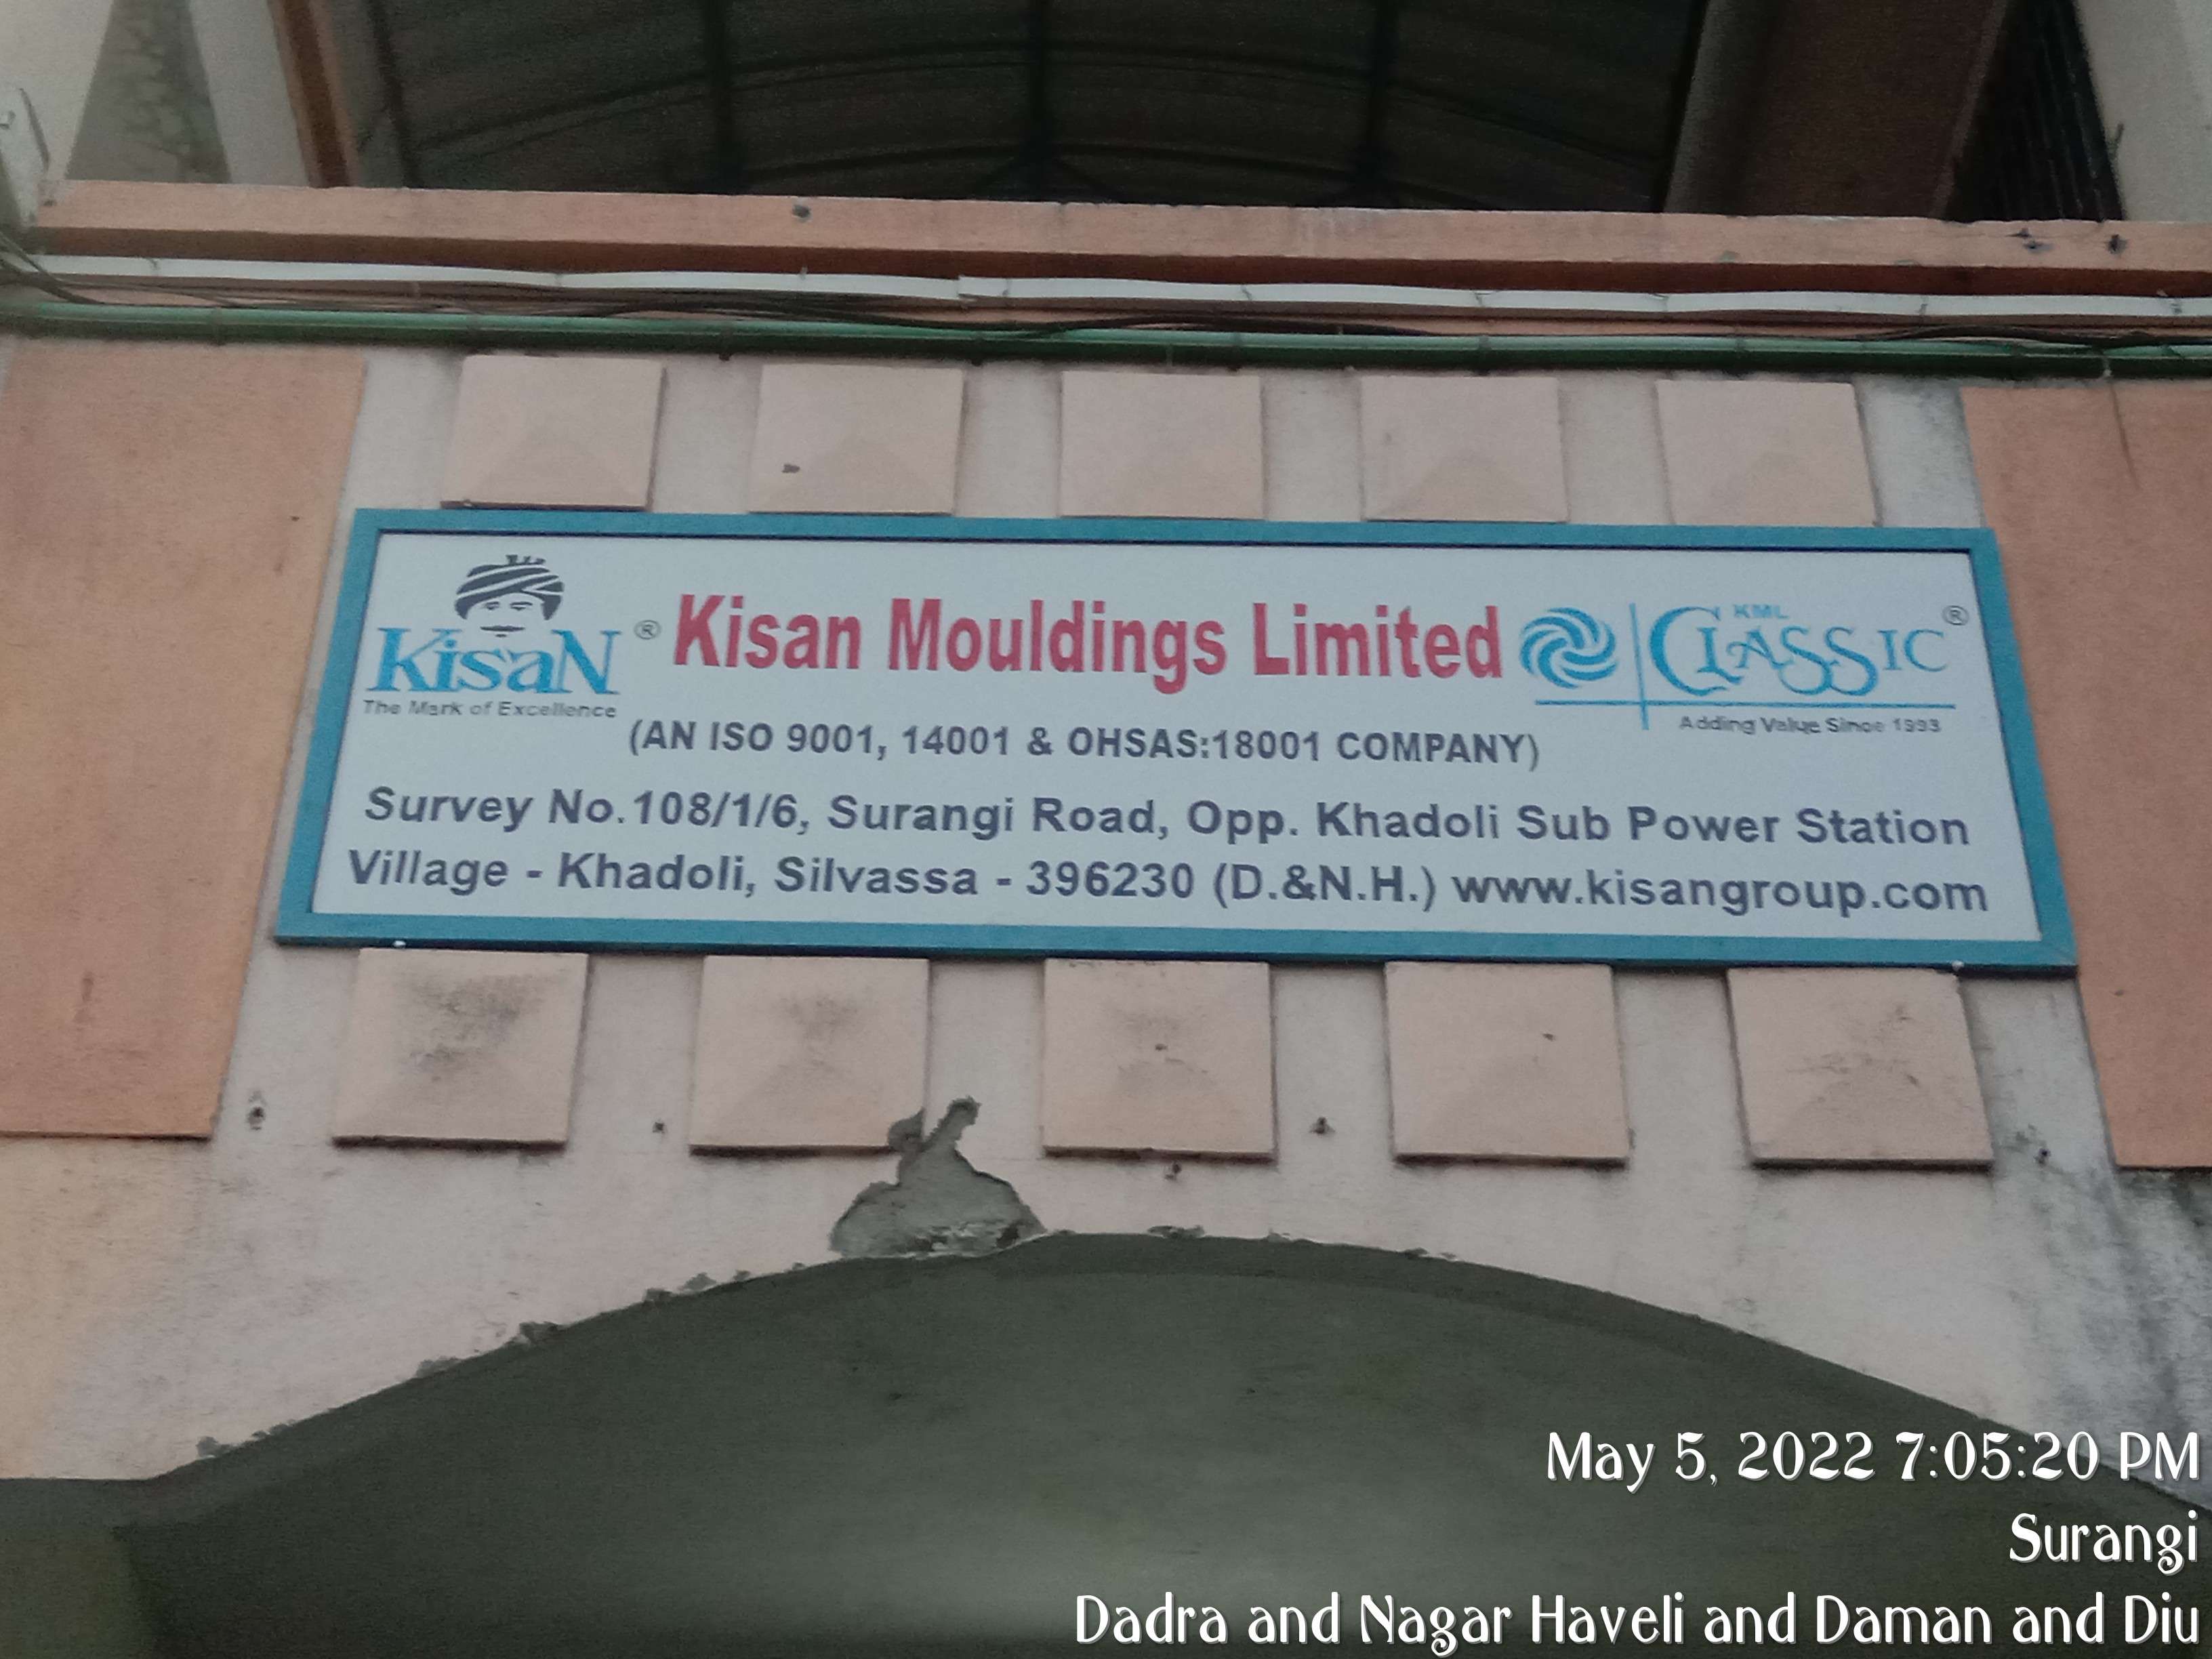 KisaN ®
The Mark of Excellence
Kisan Mouldings Limited
KML
CLASSIC ®
Adding Value Since 1993
(AN ISO 9001, 14001 & OHSAS:18001 COMPANY)
Survey No.108/1/6, Surangi Road, Opp. Khadoli Sub Power Station
Village - Khadoli, Silvassa - 396230 (D.&N.H.) www.kisangroup.com
May 5, 2022 7:05:20 PM
Surangi
Dadra and Nagar Haveli and Daman and Diu